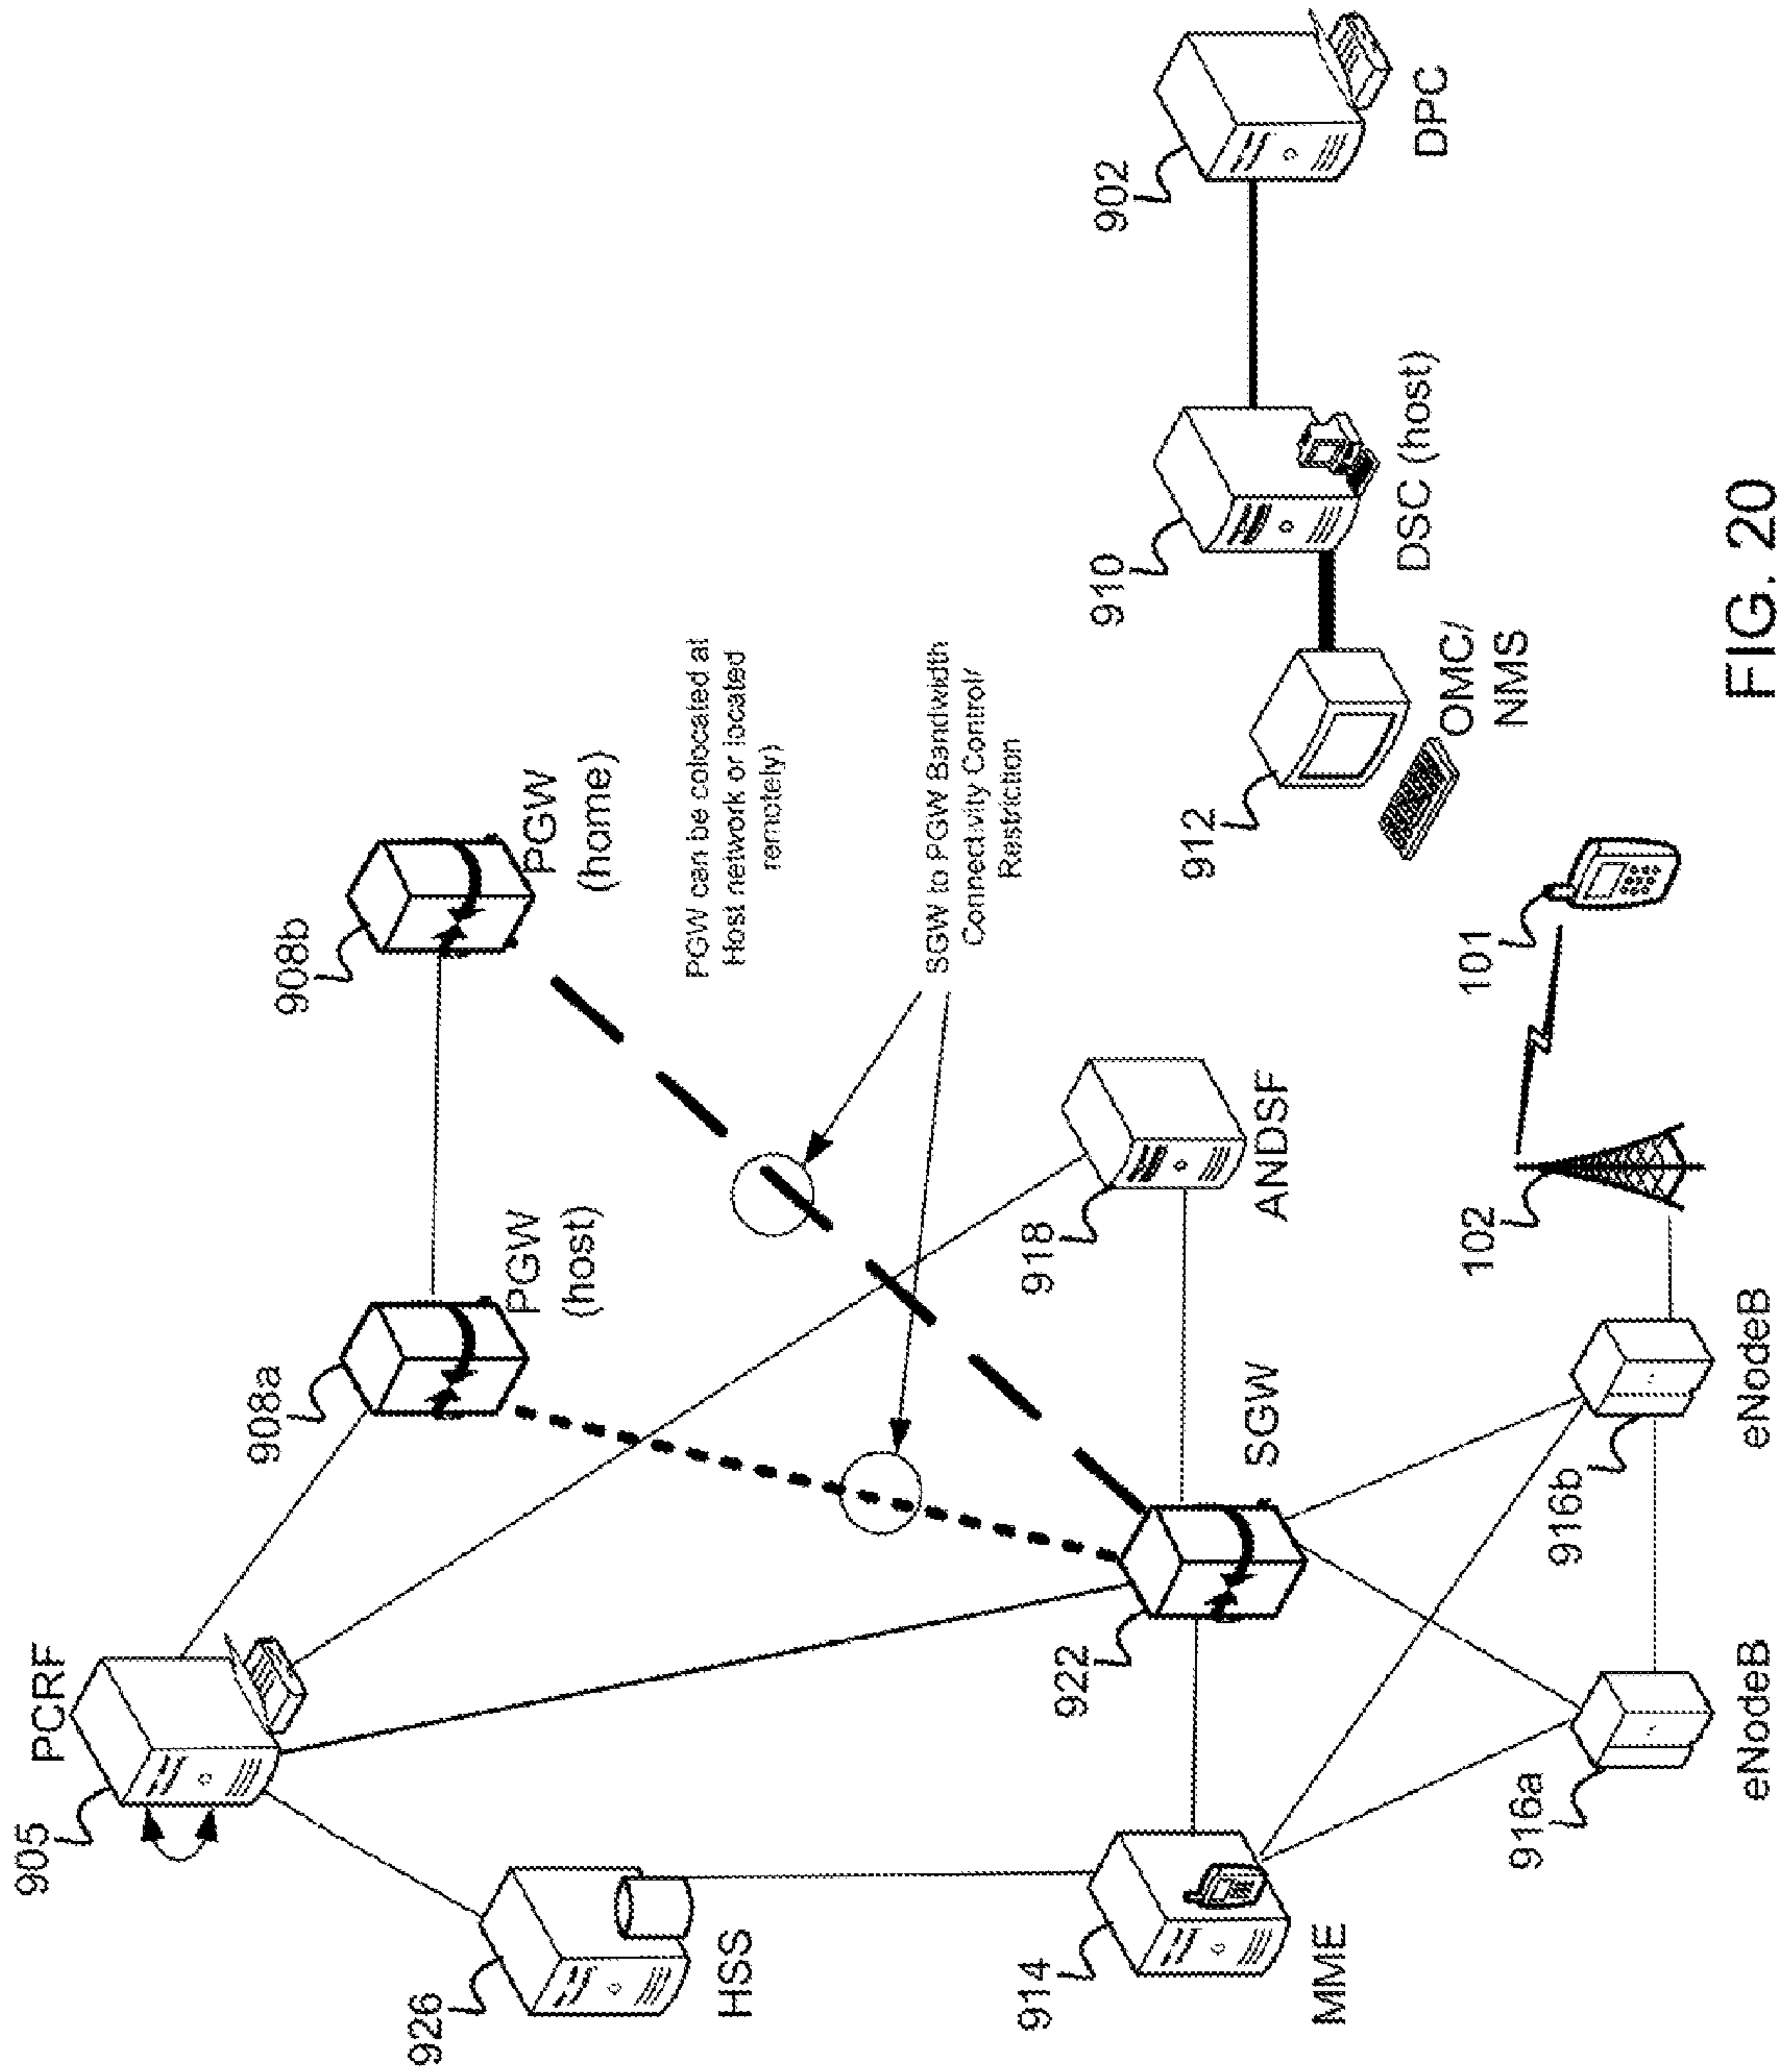 905
PCRF
908a
PGW
(host)
908b
PGW
(home)
926
HSS
PGW can be colocated at
Host network or located
remotely)
SGW to PGW Bandwidth
Connectivity Control/
Restriction
914
MME
922
SGW
918
ANDSF
912
OMC/
NMS
910
DSC (host)
902
DPC
916a
eNodeB
916b
eNodeB
102
101
FIG. 20